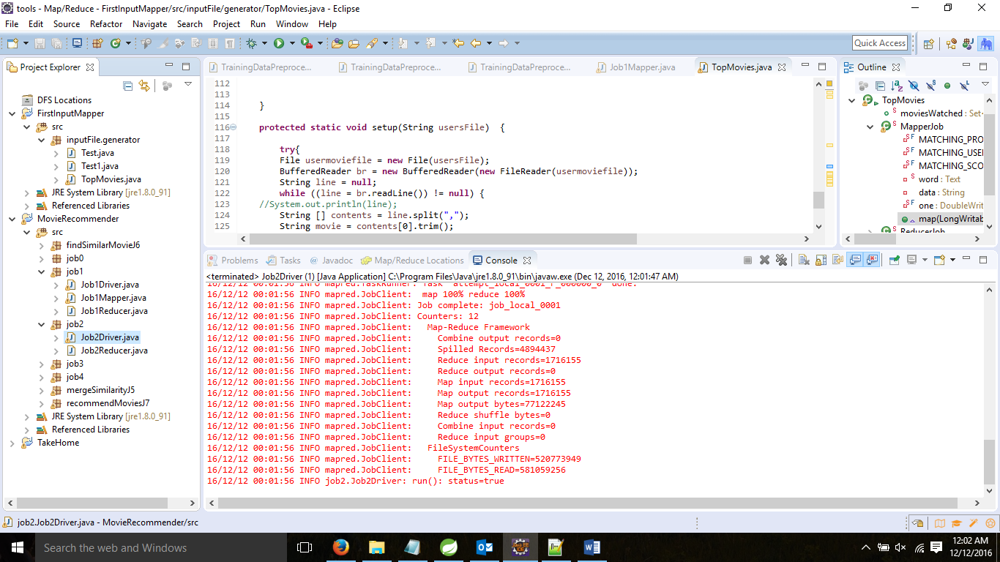 tools - Map/Reduce - FirstInputMapper/src/inputFile/generator/TopMovies.java - Eclipse
File Edit Source Refactor Navigate Search Project Run Window Help
Quick Access
Project Explorer
DFS Locations
FirstInputMapper
src
inputFile.generator
Test.java
Test1.java
TopMovies.java
JRE System Library [jre1.8.0_91]
Referenced Libraries
MovieRecommender
src
findSimilarMovieJ6
job0
job1
Job1Driver.java
Job1Mapper.java
Job1Reducer.java
job2
Job2Driver.java
Job2Reducer.java
job3
job4
mergeSimilarityJ5
recommendMoviesJ7
JRE System Library [jre1.8.0_91]
Referenced Libraries
TakeHome
TrainingDataPreproce... TrainingDataPreproce... TrainingDataPreproce... Job1Mapper.java TopMovies.java
112
113
114 }
115
116 protected static void setup(String usersFile) {
117
118 try{
119 File usermoviefile = new File(usersFile);
120 BufferedReader br = new BufferedReader(new FileReader(usermoviefile));
121 String line = null;
122 while ((line = br.readLine()) != null) {
123 //System.out.println(line);
124 String [] contents = line.split(",");
125 String movie = contents[0].trim();
Outline
TopMovies
moviesWatched : Set<
MapperJob
MATCHING_PRO
MATCHING_USE
MATCHING_SCO
word : Text
data : String
one : DoubleWrit
map(LongWritab
ReducerJob
Problems Tasks Javadoc Map/Reduce Locations Console
<terminated> Job2Driver (1) [Java Application] C:\Program Files\Java\jre1.8.0_91\bin\javaw.exe (Dec 12, 2016, 12:01:47 AM)
16/12/12 00:01:56 INFO mapred.TaskRunner: Task 'attempt_local_0001_r_000000_0' done.
16/12/12 00:01:56 INFO mapred.JobClient: map 100% reduce 100%
16/12/12 00:01:56 INFO mapred.JobClient: Job complete: job_local_0001
16/12/12 00:01:56 INFO mapred.JobClient: Counters: 12
16/12/12 00:01:56 INFO mapred.JobClient: Map-Reduce Framework
16/12/12 00:01:56 INFO mapred.JobClient: Combine output records=0
16/12/12 00:01:56 INFO mapred.JobClient: Spilled Records=4894437
16/12/12 00:01:56 INFO mapred.JobClient: Reduce input records=1716155
16/12/12 00:01:56 INFO mapred.JobClient: Reduce output records=0
16/12/12 00:01:56 INFO mapred.JobClient: Map input records=1716155
16/12/12 00:01:56 INFO mapred.JobClient: Map output records=1716155
16/12/12 00:01:56 INFO mapred.JobClient: Map output bytes=77122245
16/12/12 00:01:56 INFO mapred.JobClient: Reduce shuffle bytes=0
16/12/12 00:01:56 INFO mapred.JobClient: Combine input records=0
16/12/12 00:01:56 INFO mapred.JobClient: Reduce input groups=0
16/12/12 00:01:56 INFO mapred.JobClient: FileSystemCounters
16/12/12 00:01:56 INFO mapred.JobClient: FILE_BYTES_WRITTEN=520773949
16/12/12 00:01:56 INFO mapred.JobClient: FILE_BYTES_READ=581059256
16/12/12 00:01:56 INFO job2.Job2Driver: run(): status=true
job2.Job2Driver.java - MovieRecommender/src
Search the web and Windows
12:02 AM
12/12/2016